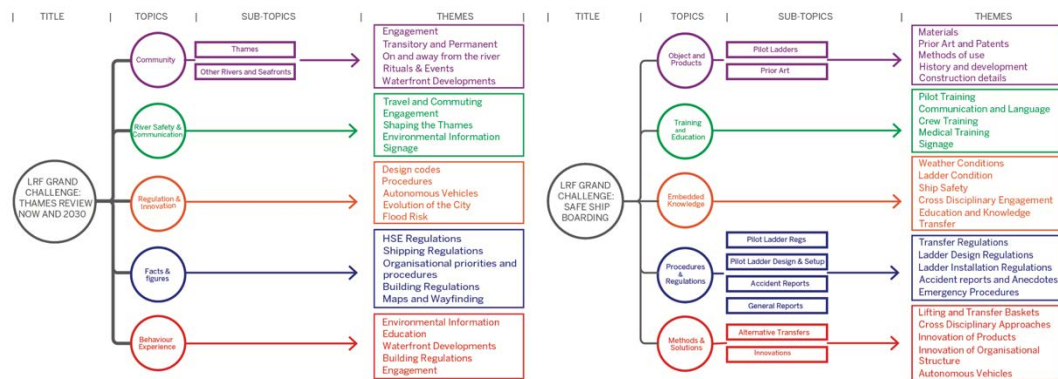 TITLE
TOPICS
SUB-TOPICS
THEMES
LRF GRAND
CHALLENGE:
THAMES REVIEW
NOW AND 2030
Community
Thames
Other Rivers and Seafronts
Engagement
Transitory and Permanent
On and away from the river
Rituals & Events
Waterfront Developments
River Safety &
Communication
Travel and Commuting
Engagement
Shaping the Thames
Environmental Information
Signage
Regulation &
Innovation
Design codes
Procedures
Autonomous Vehicles
Evolution of the City
Flood Risk
Facts &
figures
HSE Regulations
Shipping Regulations
Organisational priorities and
procedures
Building Regulations
Maps and Wayfinding
Behaviour
Experience
Environmental Information
Education
Waterfront Developments
Building Regulations
Engagement
TITLE
TOPICS
SUB-TOPICS
THEMES
LRF GRAND
CHALLENGE:
SAFE SHIP
BOARDING
Object and
Products
Pilot Ladders
Prior Art
Materials
Prior Art and Patents
Methods of use
History and development
Construction details
Training
and
Education
Pilot Training
Communication and Language
Crew Training
Medical Training
Signage
Embedded
Knowledge
Weather Conditions
Ladder Condition
Ship Safety
Cross Disciplinary Engagement
Education and Knowledge
Transfer
Procedures
&
Regulations
Pilot Ladder Regs
Pilot Ladder Design & Setup
Accident Reports
General Reports
Transfer Regulations
Ladder Design Regulations
Ladder Installation Regulations
Accident reports and Anecdotes
Emergency Procedures
Methods &
Solutions
Alternative Transfers
Innovations
Lifting and Transfer Baskets
Cross Disciplinary Approaches
Innovation of Products
Innovation of Organisational
Structure
Autonomous Vehicles